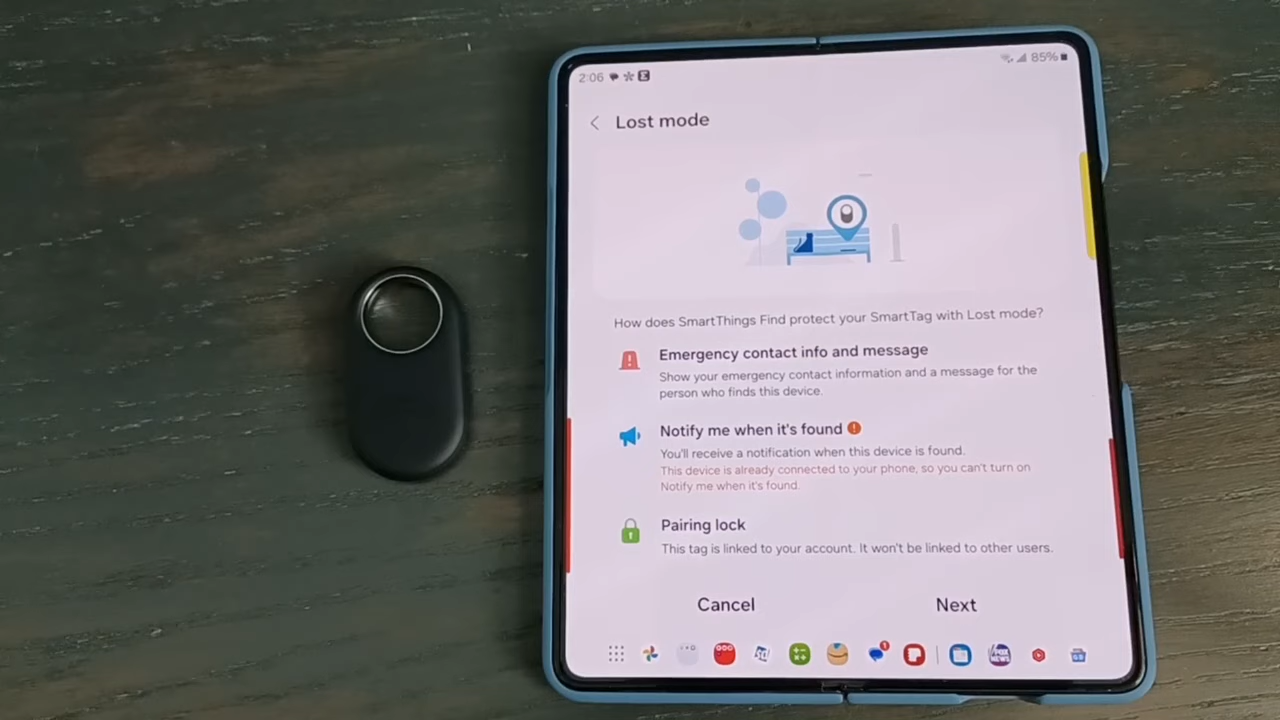 2:06
85%
Lost mode
How does SmartThings Find protect your SmartTag with Lost mode?
Emergency contact info and message
Show your emergency contact information and a message for the
person who finds this device.
Notify me when it's found
You'll receive a notification when this device is found.
This device is already connected to your phone, so you can't turn on
Notify me when it's found.
Pairing lock
This tag is linked to your account. It won't be linked to other users.
Cancel
Next
1
FOX
NEWS